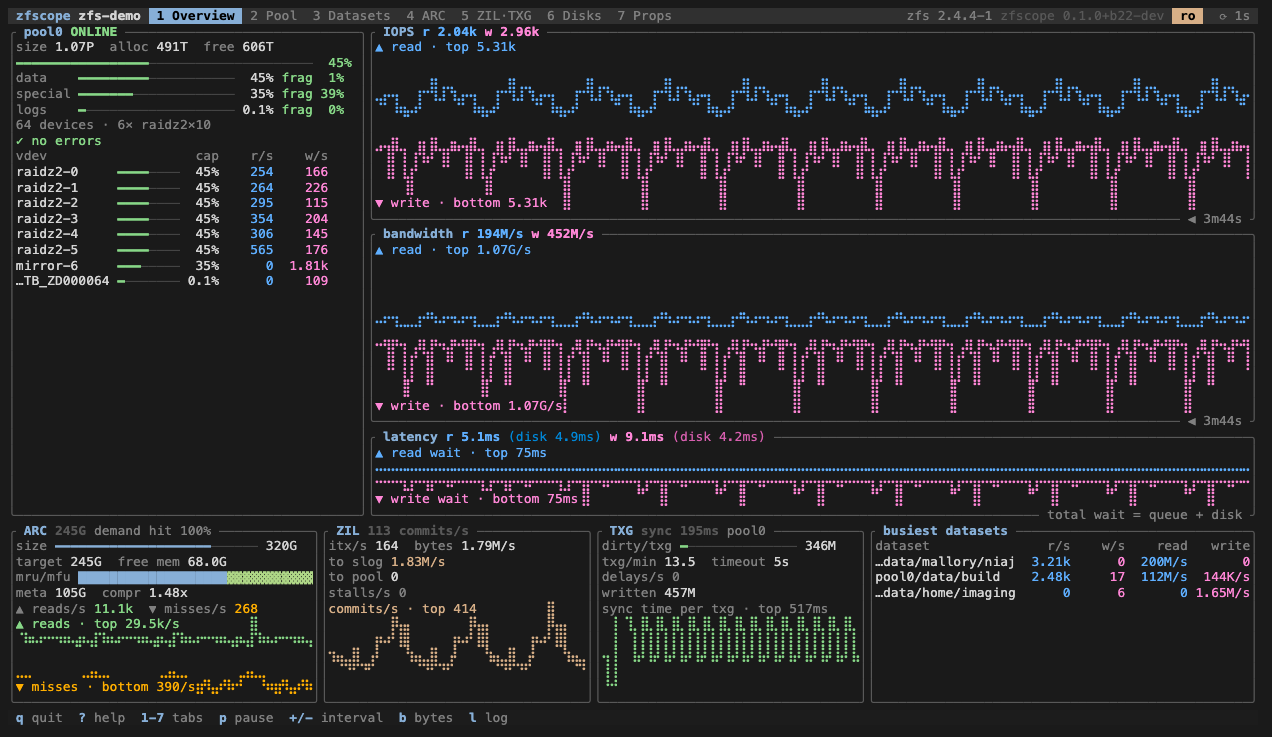 zfscope zfs-demo 1 Overview 2 Pool 3 Datasets 4 ARC 5 ZIL·TXG 6 Disks 7 Props zfs 2.4.4-1 zfscope 0.1.0+b22-dev ro ⟳ 1s
pool0 ONLINE
size 1.07P alloc 491T free 606T
45%
data 45% frag 1%
special 35% frag 39%
logs 0.1% frag 0%
64 devices · 6× raidz2×10
✓ no errors
vdev cap r/s w/s
raidz2-0 45% 254 166
raidz2-1 45% 264 226
raidz2-2 45% 295 115
raidz2-3 45% 354 204
raidz2-4 45% 306 145
raidz2-5 45% 565 176
mirror-6 35% 0 1.81k
…TB_ZD000064 0.1% 0 109
IOPS r 2.04k w 2.96k
▲ read · top 5.31k
▼ write · bottom 5.31k
◀ 3m44s
bandwidth r 194M/s w 452M/s
▲ read · top 1.07G/s
▼ write · bottom 1.07G/s
◀ 3m44s
latency r 5.1ms (disk 4.9ms) w 9.1ms (disk 4.2ms)
▲ read wait · top 75ms
▼ write wait · bottom 75ms
total wait = queue + disk
ARC 245G demand hit 100%
size 320G
target 245G free mem 68.0G
mru/mfu
meta 105G compr 1.48x
▲ reads/s 11.1k ▼ misses/s 268
▲ reads · top 29.5k/s
▼ misses · bottom 390/s
ZIL 113 commits/s
itx/s 164 bytes 1.79M/s
to slog 1.83M/s
to pool 0
stalls/s 0
commits/s · top 414
TXG sync 195ms pool0
dirty/txg 346M
txg/min 13.5 timeout 5s
delays/s 0
written 457M
sync time per txg · top 517ms
busiest datasets
dataset r/s w/s read write
…data/mallory/niaj 3.21k 0 200M/s 0
pool0/data/build 2.48k 17 112M/s 144K/s
…data/home/imaging 0 6 0 1.65M/s
q quit ? help 1-7 tabs p pause +/- interval b bytes l log